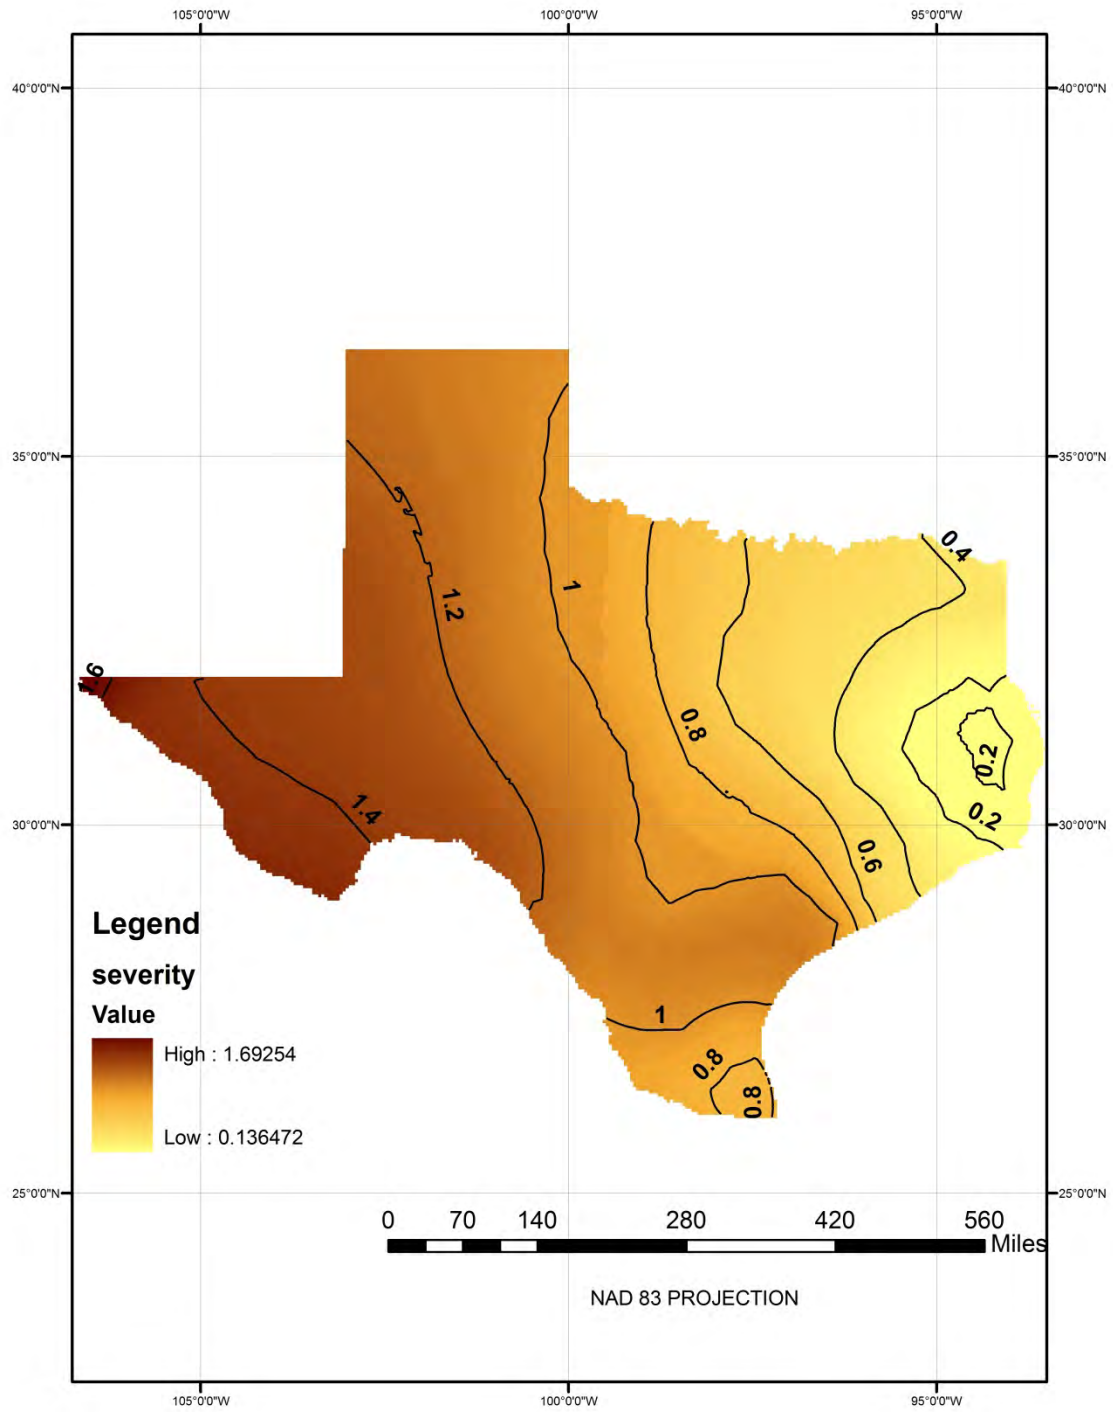 105°0'0"W 100°0'0"W 95°0'0"W
40°0'0"N 40°0'0"N
35°0'0"N 35°0'0"N
0.4
1.2
1
1.6
0.8
0.2
1.4
0.2
30°0'0"N 30°0'0"N
0.6
Legend
severity
Value
1
High : 1.69254
0.8
0.8
Low : 0.136472
25°0'0"N 25°0'0"N
0 70 140 280 420 560
Miles
NAD 83 PROJECTION
105°0'0"W 100°0'0"W 95°0'0"W